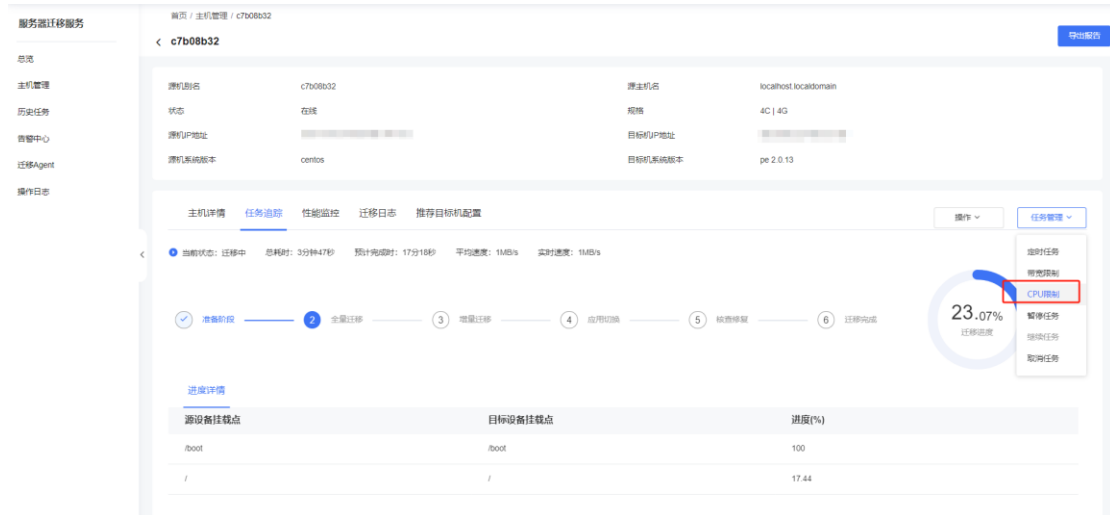 服务器迁移服务
总览
主机管理
历史任务
告警中心
迁移Agent
操作日志
首页 / 主机管理 / c7b08b32
c7b08b32
导出报告
源机别名 c7b08b32 源主机名 localhost.localdomain
状态 在线 规格 4C | 4G
源机IP地址 目标机IP地址
源机系统版本 centos 目标机系统版本 pe 2.0.13
主机详情 任务追踪 性能监控 迁移日志 推荐目标机配置 操作 任务管理
当前状态：迁移中 总耗时：3分钟47秒 预计完成时：17分16秒 平均速度：1MB/s 实时速度：1MB/s
定时任务
带宽限制
CPU限制
暂停任务
继续任务
取消任务
准备阶段 2 全量迁移 3 增量迁移 4 应用切换 5 核查修复 6 迁移完成
23.07%
迁移进度
进度详情
源设备挂载点 目标设备挂载点 进度(%)
/boot /boot 100
/ / 17.44